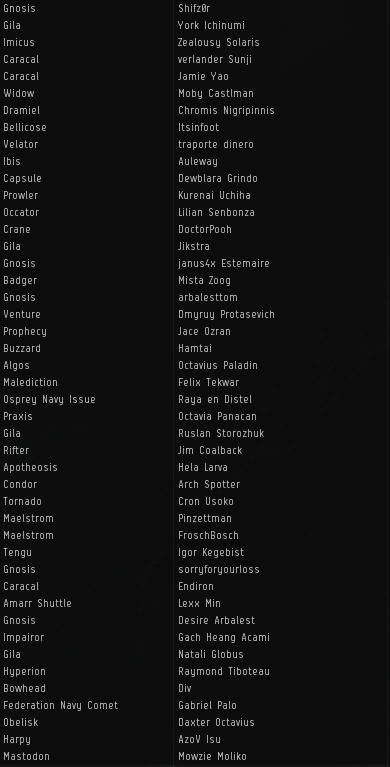 Gnosis Shifz0r
Gila York Ichinumi
Imicus Zealousy Solaris
Caracal verlander Sunji
Caracal Jamie Yao
Widow Moby Castlman
Dramiel Chromis Nigripinnis
Bellicose Itsinfoot
Velator traporte dinero
Ibis Auleway
Capsule Dewblara Grindo
Prowler Kurenai Uchiha
Occator Lilian Senbonza
Crane DoctorPooh
Gila Jikstra
Gnosis janus4x Estemaire
Badger Mista Zoog
Gnosis arbalesttom
Venture Dmyruy Protasevich
Prophecy Jace Ozran
Buzzard Hamtai
Algos Octavius Paladin
Malediction Felix Tekwar
Osprey Navy Issue Raya en Distel
Praxis Octavia Panacan
Gila Ruslan Storozhuk
Rifter Jim Coalback
Apotheosis Hela Larva
Condor Arch Spotter
Tornado Cron Usoko
Maelstrom Pinzettman
Maelstrom FroschBosch
Tengu Igor Kegebist
Gnosis sorryforyourloss
Caracal Endiron
Amarr Shuttle Lexx Min
Gnosis Desire Arbalest
Impairor Gach Heang Acami
Gila Natali Globus
Hyperion Raymond Tiboteau
Bowhead Div
Federation Navy Comet Gabriel Palo
Obelisk Daxter Octavius
Harpy AzoV Isu
Mastodon Mowzie Moliko